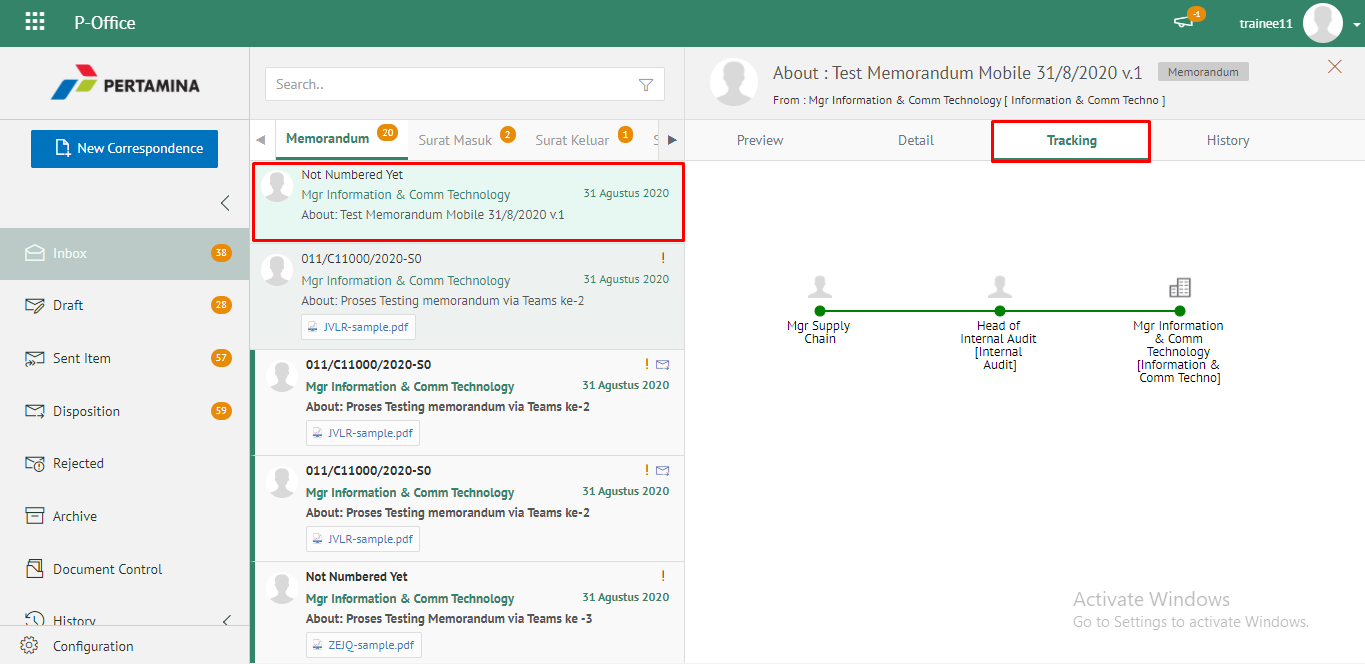 P-Office
-1
trainee11
PERTAMINA
New Correspondence
Inbox 38
Draft 28
Sent Item 57
Disposition 59
Rejected
Archive
Document Control
History
Configuration
Search..
Memorandum 20
Surat Masuk 2
Surat Keluar 1
S
Not Numbered Yet
Mgr Information & Comm Technology 31 Agustus 2020
About: Test Memorandum Mobile 31/8/2020 v.1
011/C11000/2020-S0 !
Mgr Information & Comm Technology 31 Agustus 2020
About: Proses Testing memorandum via Teams ke-2
JVLR-sample.pdf
011/C11000/2020-S0 !
Mgr Information & Comm Technology 31 Agustus 2020
About: Proses Testing memorandum via Teams ke-2
JVLR-sample.pdf
011/C11000/2020-S0 !
Mgr Information & Comm Technology 31 Agustus 2020
About: Proses Testing memorandum via Teams ke-2
JVLR-sample.pdf
Not Numbered Yet !
Mgr Information & Comm Technology 31 Agustus 2020
About: Proses Testing Memorandum via Teams ke -3
ZEJQ-sample.pdf
About : Test Memorandum Mobile 31/8/2020 v.1 Memorandum
From : Mgr Information & Comm Technology [ Information & Comm Techno ]
Preview Detail Tracking History
Mgr Supply
Chain
Head of
Internal Audit
[Internal
Audit]
Mgr Information
& Comm
Technology
[Information &
Comm Techno]
Activate Windows
Go to Settings to activate Windows.